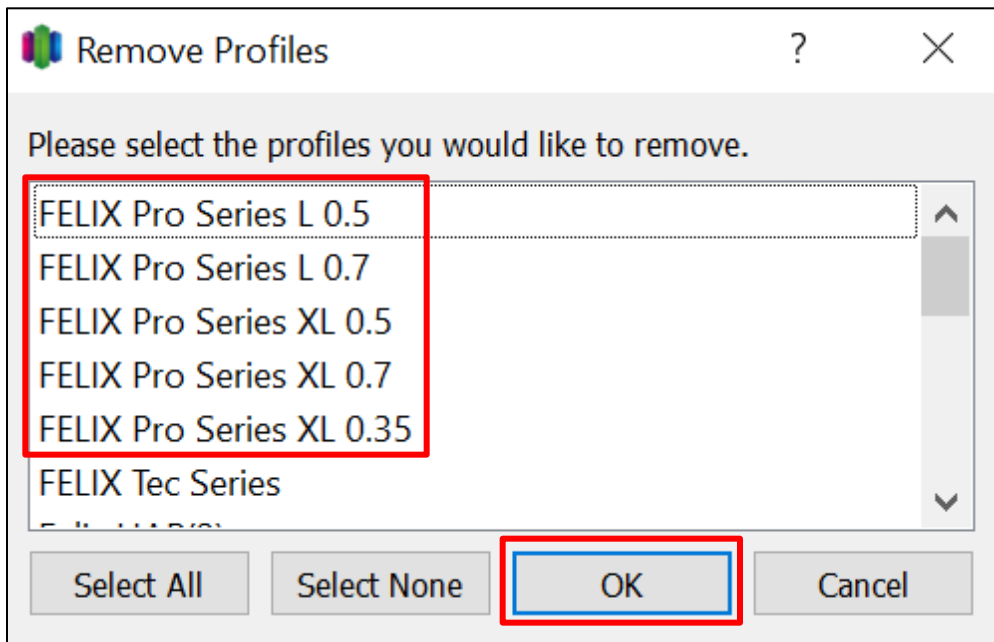 Remove Profiles
Please select the profiles you would like to remove.
FELIX Pro Series L 0.5
FELIX Pro Series L 0.7
FELIX Pro Series XL 0.5
FELIX Pro Series XL 0.7
FELIX Pro Series XL 0.35
FELIX Tec Series
Select All Select None OK Cancel